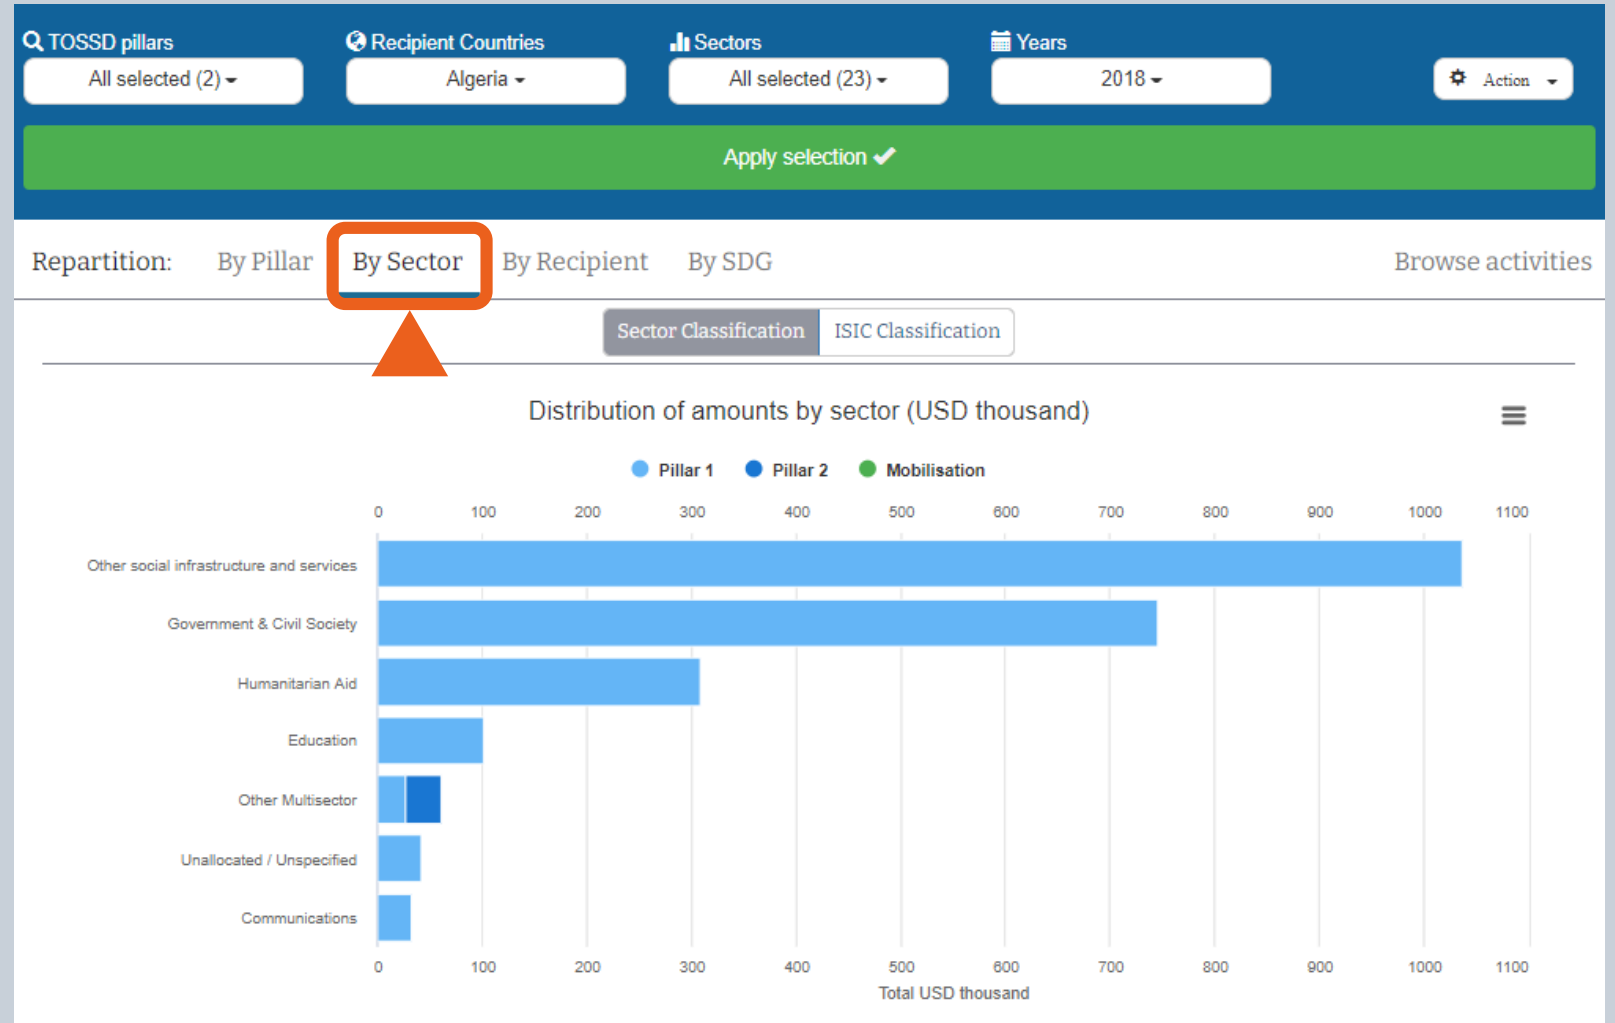 TOSSD pillars
Recipient Countries
Sectors
Years
All selected (2)
Algeria
All selected (23)
2018
Action
Apply selection
Repartition: By Pillar By Sector By Recipient By SDG Browse activities
Sector Classification ISIC Classification
Distribution of amounts by sector (USD thousand)
Pillar 1 Pillar 2 Mobilisation
0 100 200 300 400 500 600 700 800 900 1000 1100
Other social infrastructure and services
Government & Civil Society
Humanitarian Aid
Education
Other Multisector
Unallocated / Unspecified
Communications
0 100 200 300 400 500 600 700 800 900 1000 1100
Total USD thousand